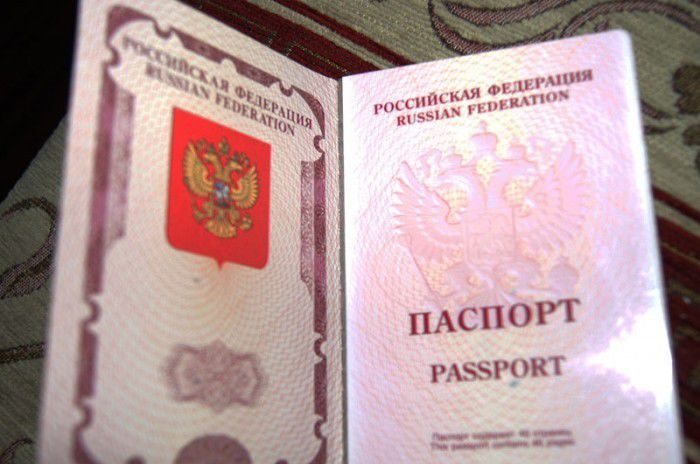 РОССИЙСКАЯ ФЕДЕРАЦИЯ
RUSSIAN FEDERATION
РОССИЙСКАЯ ФЕДЕРАЦИЯ
RUSSIAN FEDERATION
ПАСПОРТ
PASSPORT
Паспорт содержит 46 страниц
This passport contains 46 pages